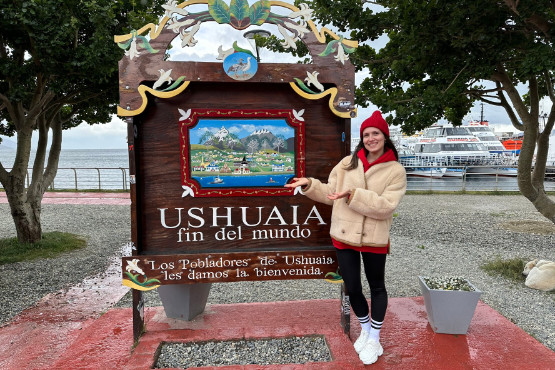 USHUAIA
fin del mundo
Los Pobladores de Ushuaia
les damos la bienvenida.